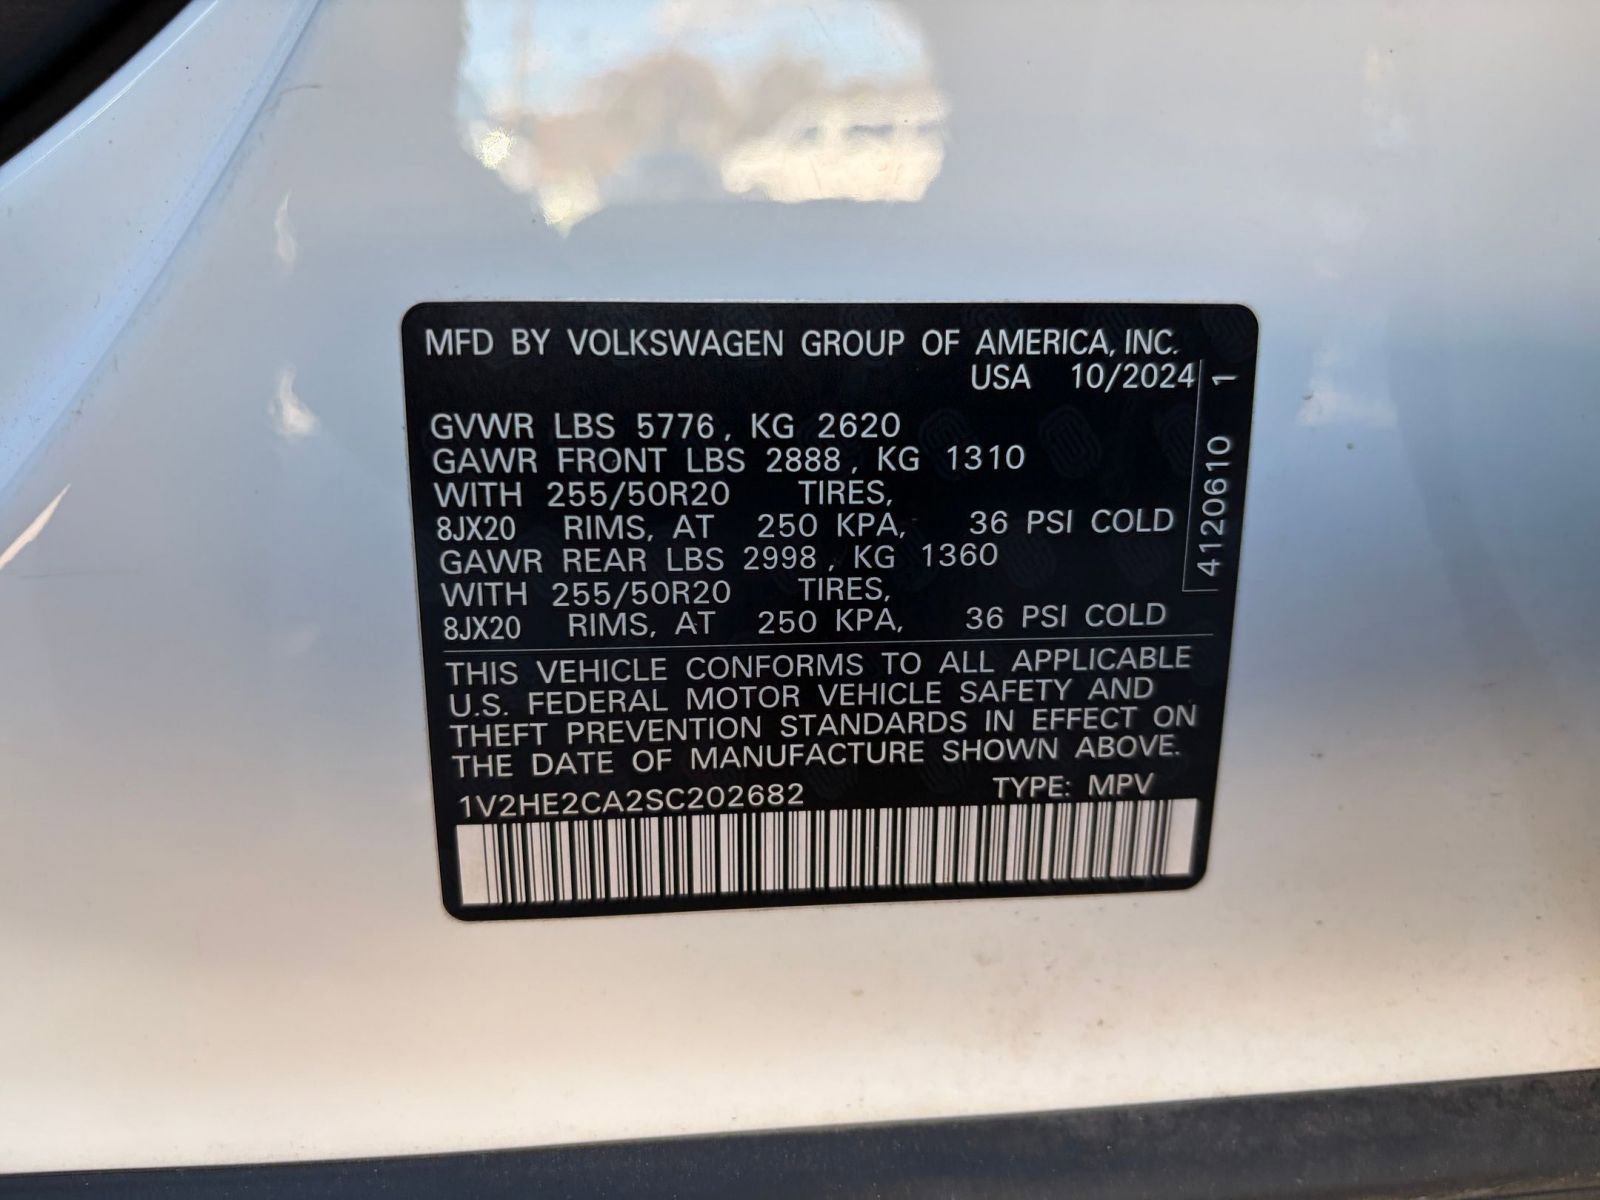 MFD BY VOLKSWAGEN GROUP OF AMERICA, INC.
USA 10/2024
GVWR LBS 5776, KG 2620
GAWR FRONT LBS 2888, KG 1310
WITH 255/50R20 TIRES,
8JX20 RIMS, AT 250 KPA, 36 PSI COLD
GAWR REAR LBS 2998, KG 1360
WITH 255/50R20 TIRES,
8JX20 RIMS, AT 250 KPA, 36 PSI COLD
4120610 1
THIS VEHICLE CONFORMS TO ALL APPLICABLE
U.S. FEDERAL MOTOR VEHICLE SAFETY AND
THEFT PREVENTION STANDARDS IN EFFECT ON
THE DATE OF MANUFACTURE SHOWN ABOVE.
1V2HE2CA2SC202682 TYPE: MPV